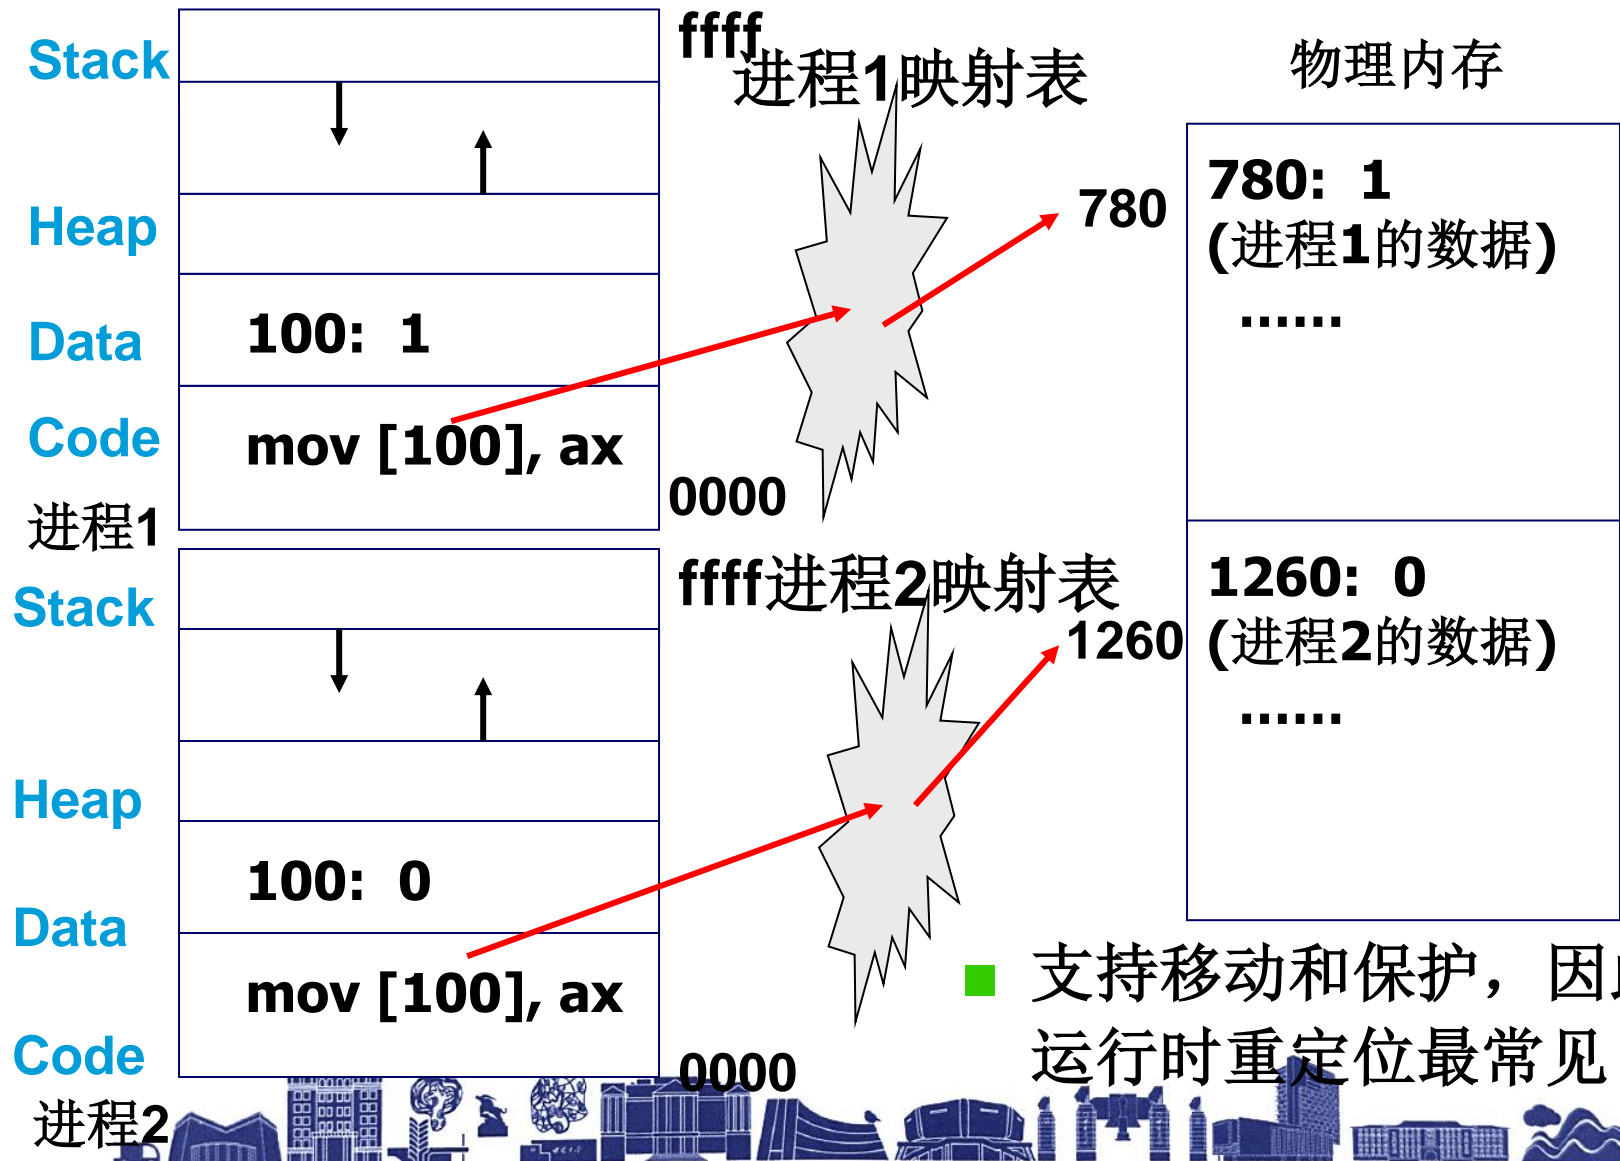 Stack
ffff
进程1映射表
物理内存
780
780: 1
(进程1的数据)
......
Heap
Data
100: 1
Code
mov [100], ax
0000
进程1
ffff进程2映射表
Stack
1260
1260: 0
(进程2的数据)
......
Heap
100: 0
Data
mov [100], ax
Code
0000
进程2
支持移动和保护，因
运行时重定位最常见